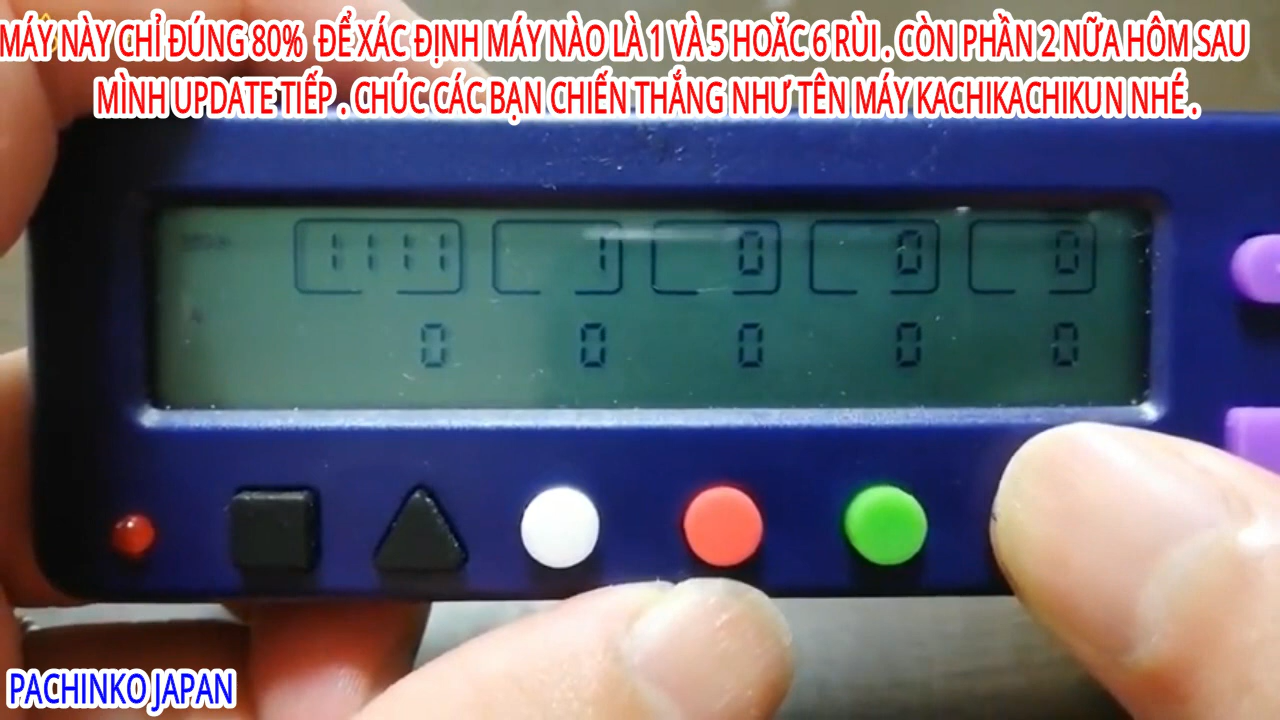 MÁY NÀY CHỈ ĐÚNG 80% ĐỂ XÁC ĐỊNH MÁY NÀO LÀ 1 VÀ 5 HOĂC 6 RÙI . CÒN PHẦN 2 NỮA HÔM SAU
MÌNH UPDATE TIẾP . CHÚC CÁC BẠN CHIẾN THẮNG NHƯ TÊN MÁY KACHIKACHIKUN NHÉ .
1111 1 0 0 0
0 0 0 0 0
PACHINKO JAPAN